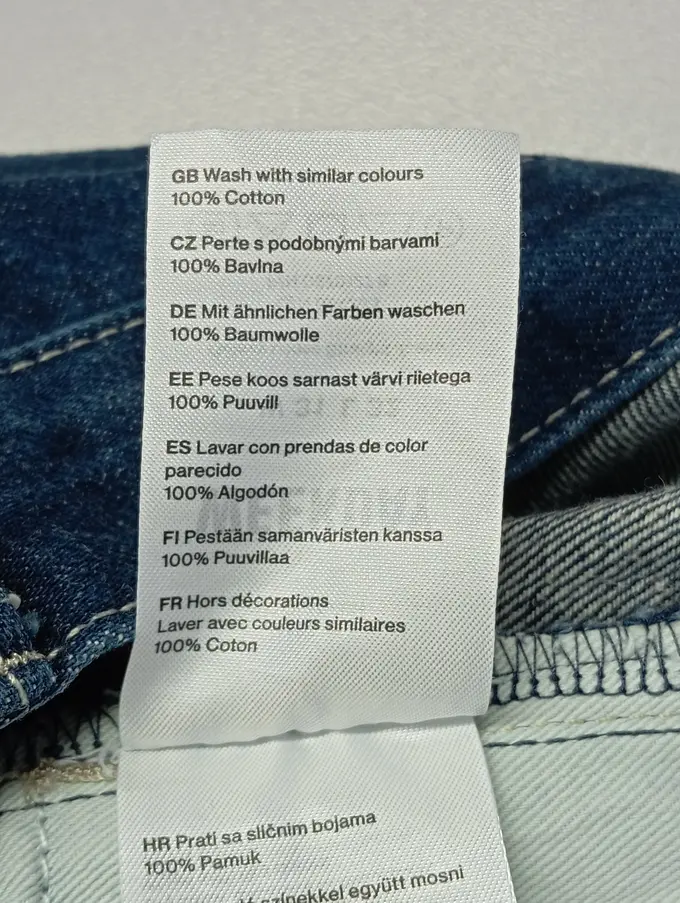 GB Wash with similar colours
100% Cotton
CZ Perte s podobnými barvami
100% Bavlna
DE Mit ähnlichen Farben waschen
100% Baumwolle
EE Pese koos sarnast värvi riietega
100% Puuvill
ES Lavar con prendas de color
parecido
100% Algodón
FI Pestään samanväristen kanssa
100% Puuvillaa
FR Hors décorations
Laver avec couleurs similaires
100% Coton
HR Prati sa sličnim bojama
100% Pamuk
együtt mosni